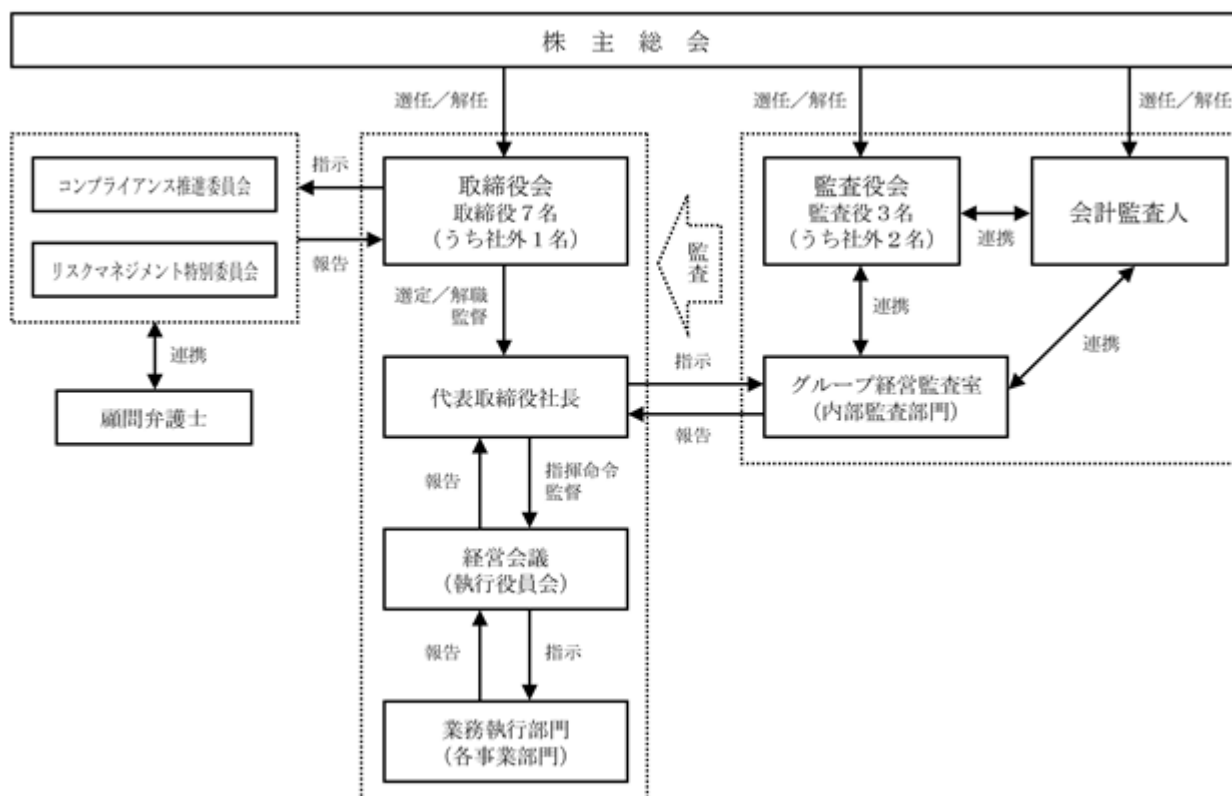 株主総会
選任／解任
選任／解任
選任／解任
コンプライアンス推進委員会
リスクマネジメント特別委員会
指示
報告
連携
顧問弁護士
取締役会
取締役７名
（うち社外１名）
選定／解職
監督
監査
監査役会
監査役３名
（うち社外２名）
連携
会計監査人
連携
連携
代表取締役社長
指示
報告
グループ経営監査室
（内部監査部門）
報告
指揮命令
監督
経営会議
（執行役員会）
報告
指示
業務執行部門
（各事業部門）